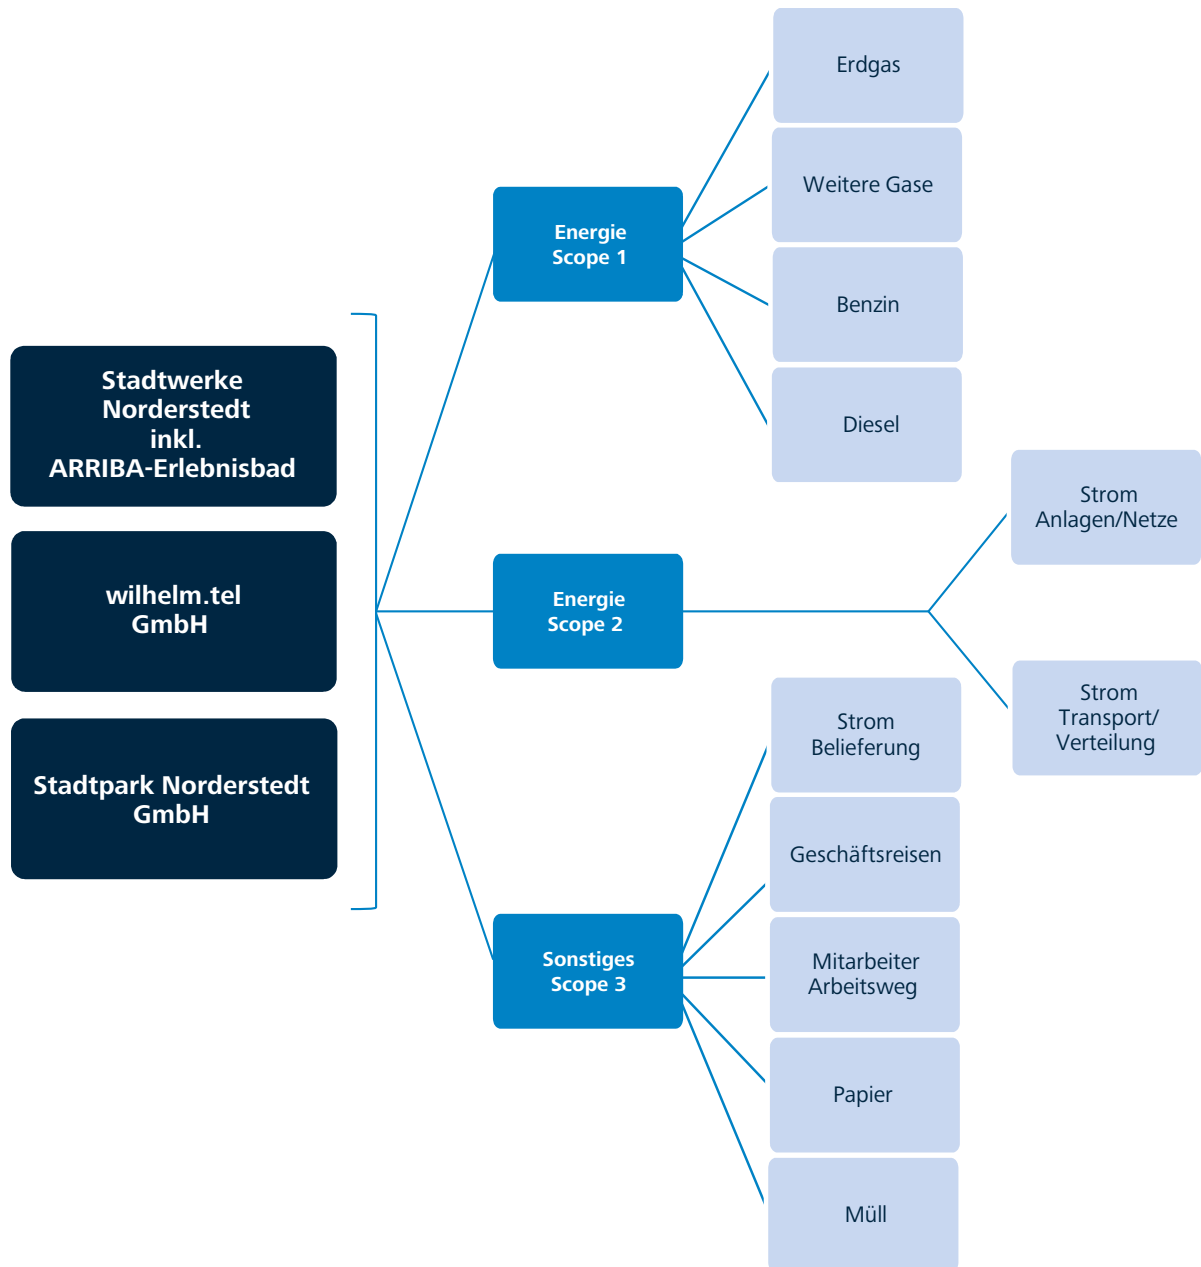 Stadtwerke
Norderstedt
inkl.
ARRIBA-Erlebnisbad
wilhelm.tel
GmbH
Stadtpark Norderstedt
GmbH
Energie
Scope 1
Erdgas
Weitere Gase
Benzin
Diesel
Energie
Scope 2
Strom
Anlagen/Netze
Strom
Transport/
Verteilung
Sonstiges
Scope 3
Strom
Belieferung
Geschäftsreisen
Mitarbeiter
Arbeitsweg
Papier
Müll